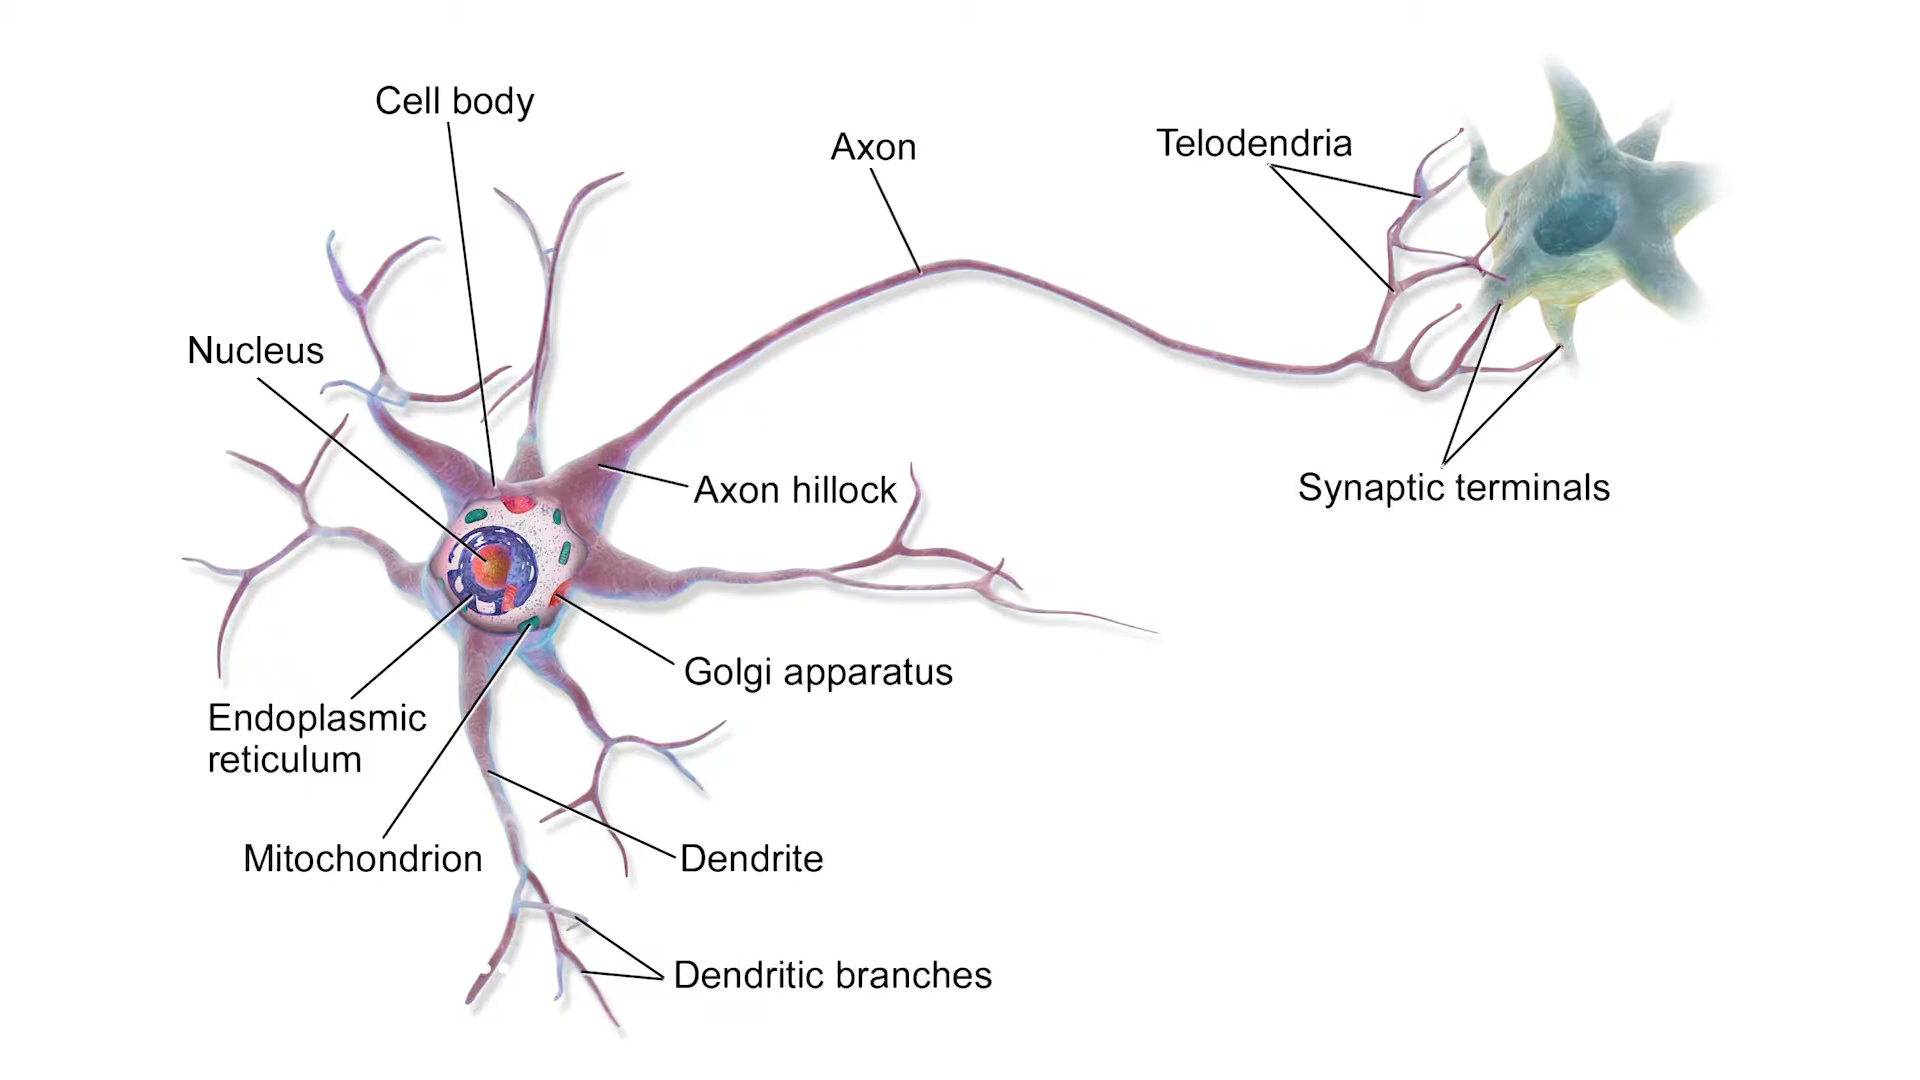 Cell body
Axon
Telodendria
Nucleus
Axon hillock
Synaptic terminals
Golgi apparatus
Endoplasmic
reticulum
Mitochondrion
Dendrite
Dendritic branches